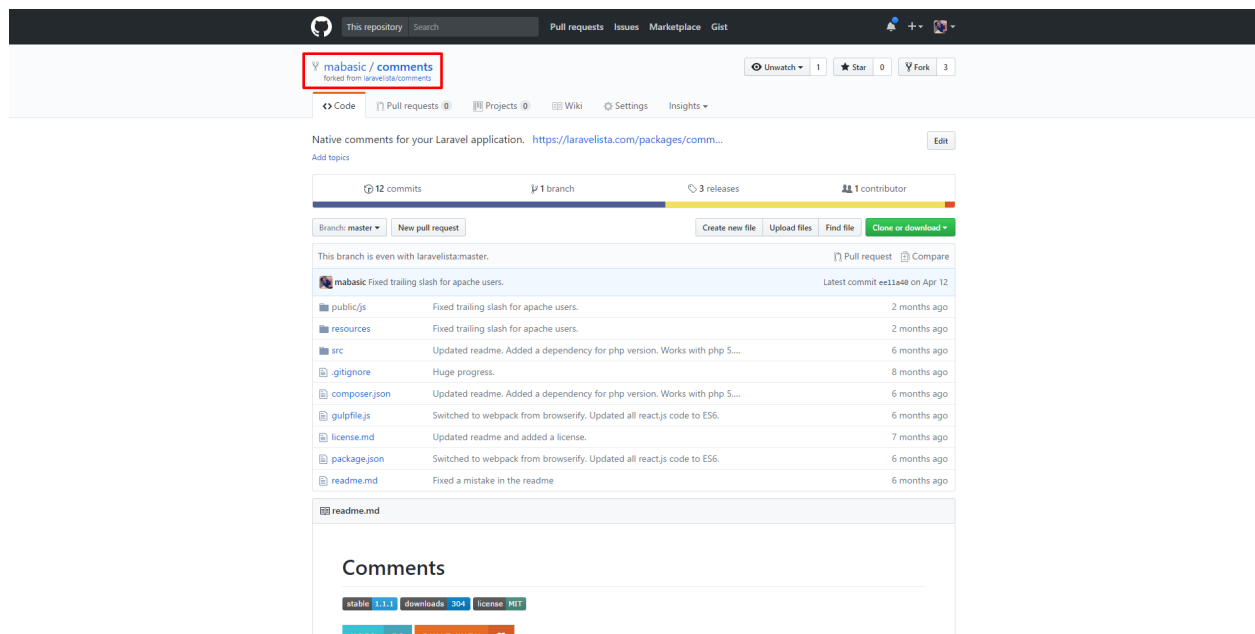 This repository Search Pull requests Issues Marketplace Gist
mabasic / comments Unwatch 1 Star 0 Fork 3
forked from laravelista/comments
Code Pull requests 0 Projects 0 Wiki Settings Insights
Native comments for your Laravel application. https://laravelista.com/packages/comm... Edit
Add topics
12 commits 1 branch 3 releases 1 contributor
Branch: master New pull request Create new file Upload files Find file Clone or download
This branch is even with laravelista:master. Pull request Compare
mabasic Fixed trailing slash for apache users. Latest commit ee11a40 on Apr 12
public/js Fixed trailing slash for apache users. 2 months ago
resources Fixed trailing slash for apache users. 2 months ago
src Updated readme. Added a dependency for php version. Works with php 5.... 6 months ago
.gitignore Huge progress. 8 months ago
composer.json Updated readme. Added a dependency for php version. Works with php 5.... 6 months ago
gulpfile.js Switched to webpack from browserify. Updated all react.js code to ES6. 6 months ago
license.md Updated readme and added a license. 7 months ago
package.json Switched to webpack from browserify. Updated all react.js code to ES6. 6 months ago
readme.md Fixed a mistake in the readme 6 months ago
readme.md
Comments
stable 1.1.1 downloads 304 license MIT